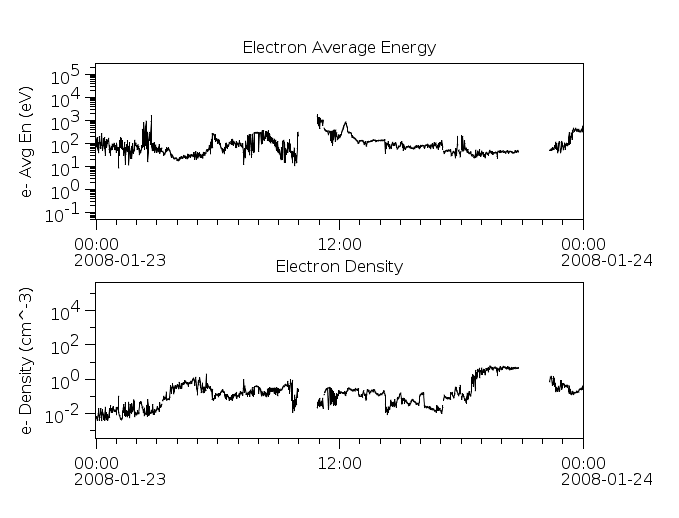 Electron Average Energy
e- Avg En (eV)
10^5
10^4
10^3
10^2
10^1
10^0
10^-1
00:00 12:00 00:00
2008-01-23 2008-01-24
Electron Density
e- Density (cm^-3)
10^4
10^2
10^0
10^-2
00:00 12:00 00:00
2008-01-23 2008-01-24